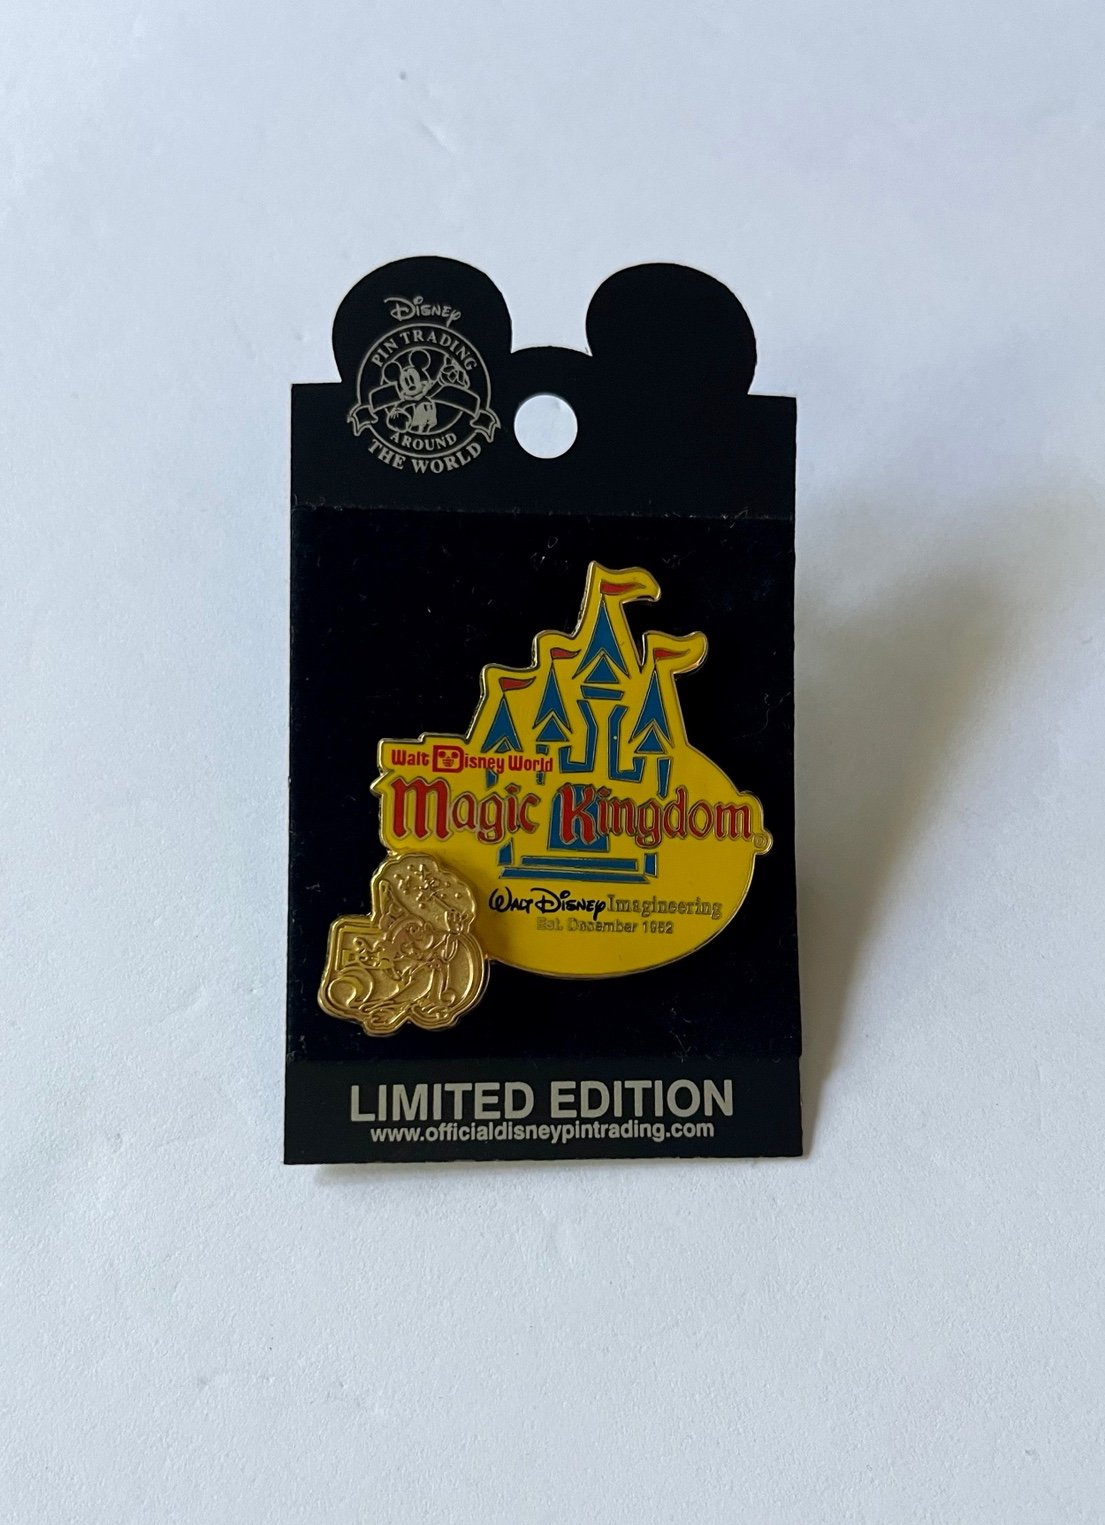 Disney
PIN TRADING
AROUND
THE WORLD
Walt Disney World
Magic Kingdom
WALT DISNEY Imagineering
Est. December 1952
LIMITED EDITION
www.officialdisneypintrading.com